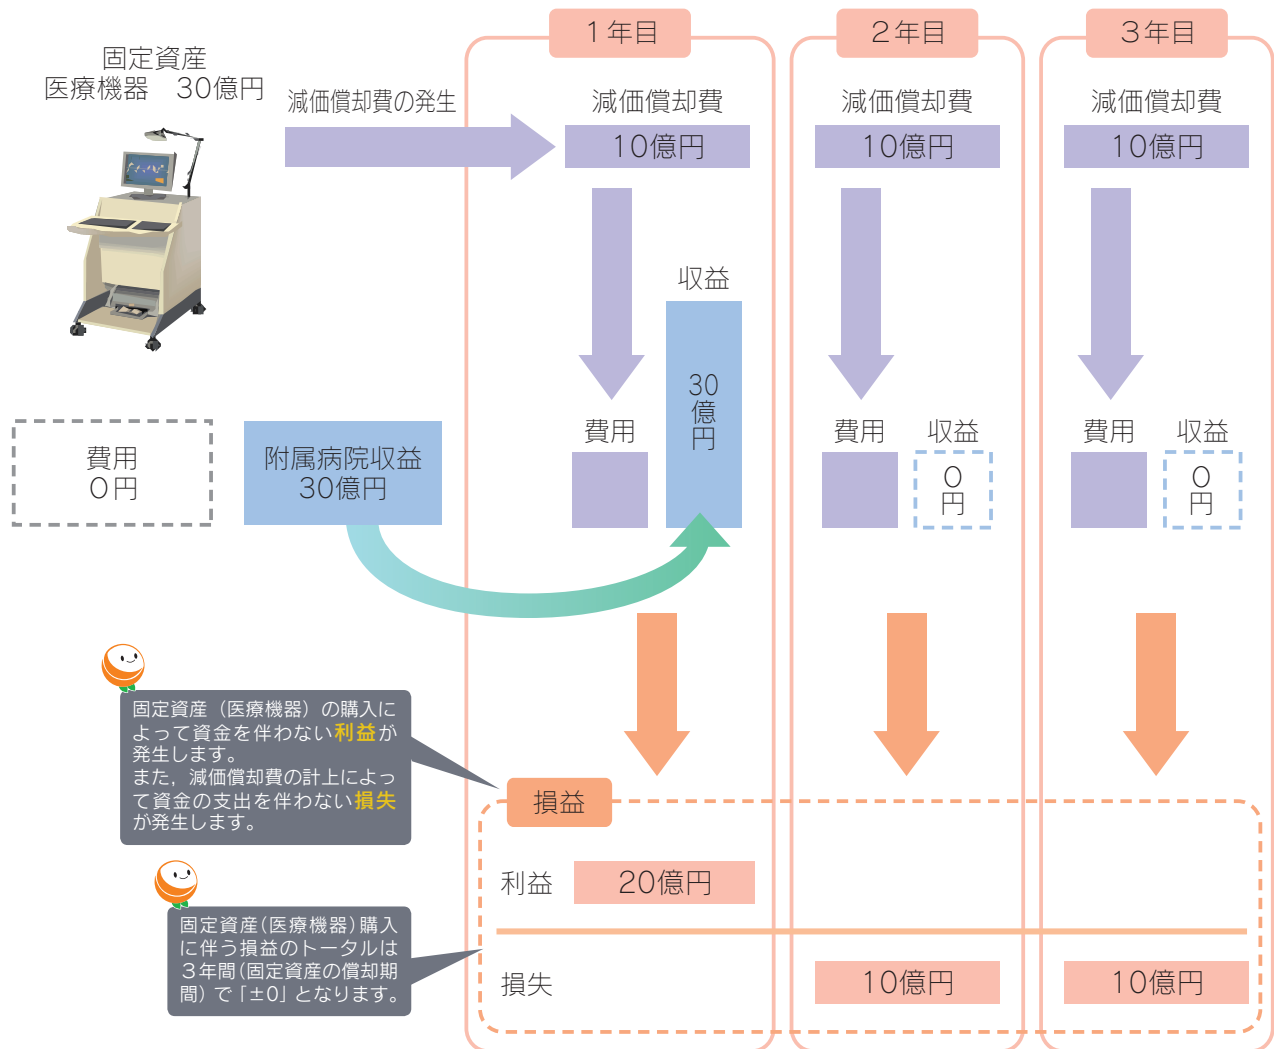 固定資産
医療機器　30億円
減価償却費の発生
１年目
減価償却費
10億円
２年目
減価償却費
10億円
３年目
減価償却費
10億円
費用
０円
附属病院収益
30億円
費用
収益
30億円
費用
収益
０円
費用
収益
０円
固定資産（医療機器）の購入に
よって資金を伴わない利益が
発生します。
また，減価償却費の計上によっ
て資金の支出を伴わない損失
が発生します。
損益
利益
20億円
固定資産（医療機器）購入
に伴う損益のトータルは
３年間（固定資産の償却期
間）で「±0」となります。
損失
10億円
10億円